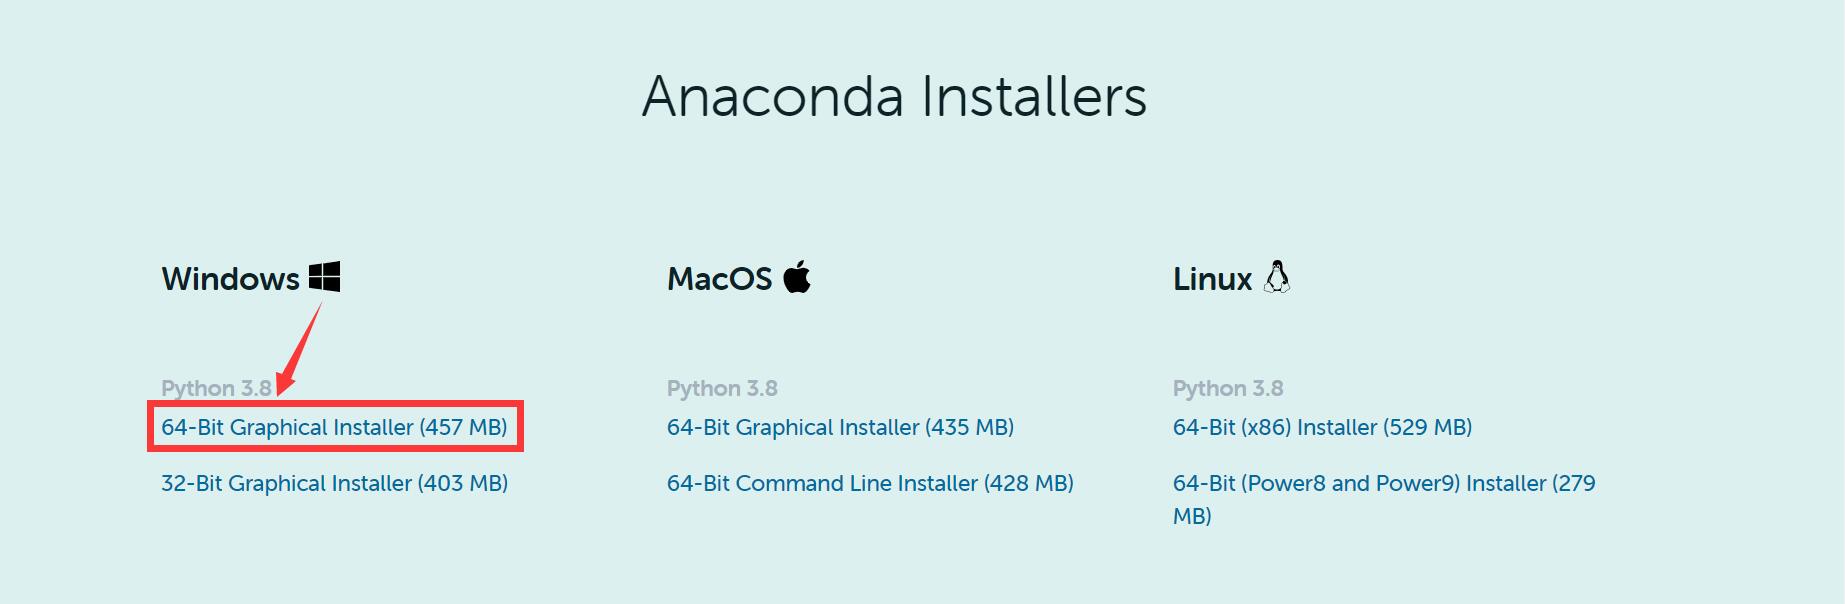 Anaconda Installers
Windows
Python 3.8
64-Bit Graphical Installer (457 MB)
32-Bit Graphical Installer (403 MB)
MacOS
Python 3.8
64-Bit Graphical Installer (435 MB)
64-Bit Command Line Installer (428 MB)
Linux
Python 3.8
64-Bit (x86) Installer (529 MB)
64-Bit (Power8 and Power9) Installer (279
MB)